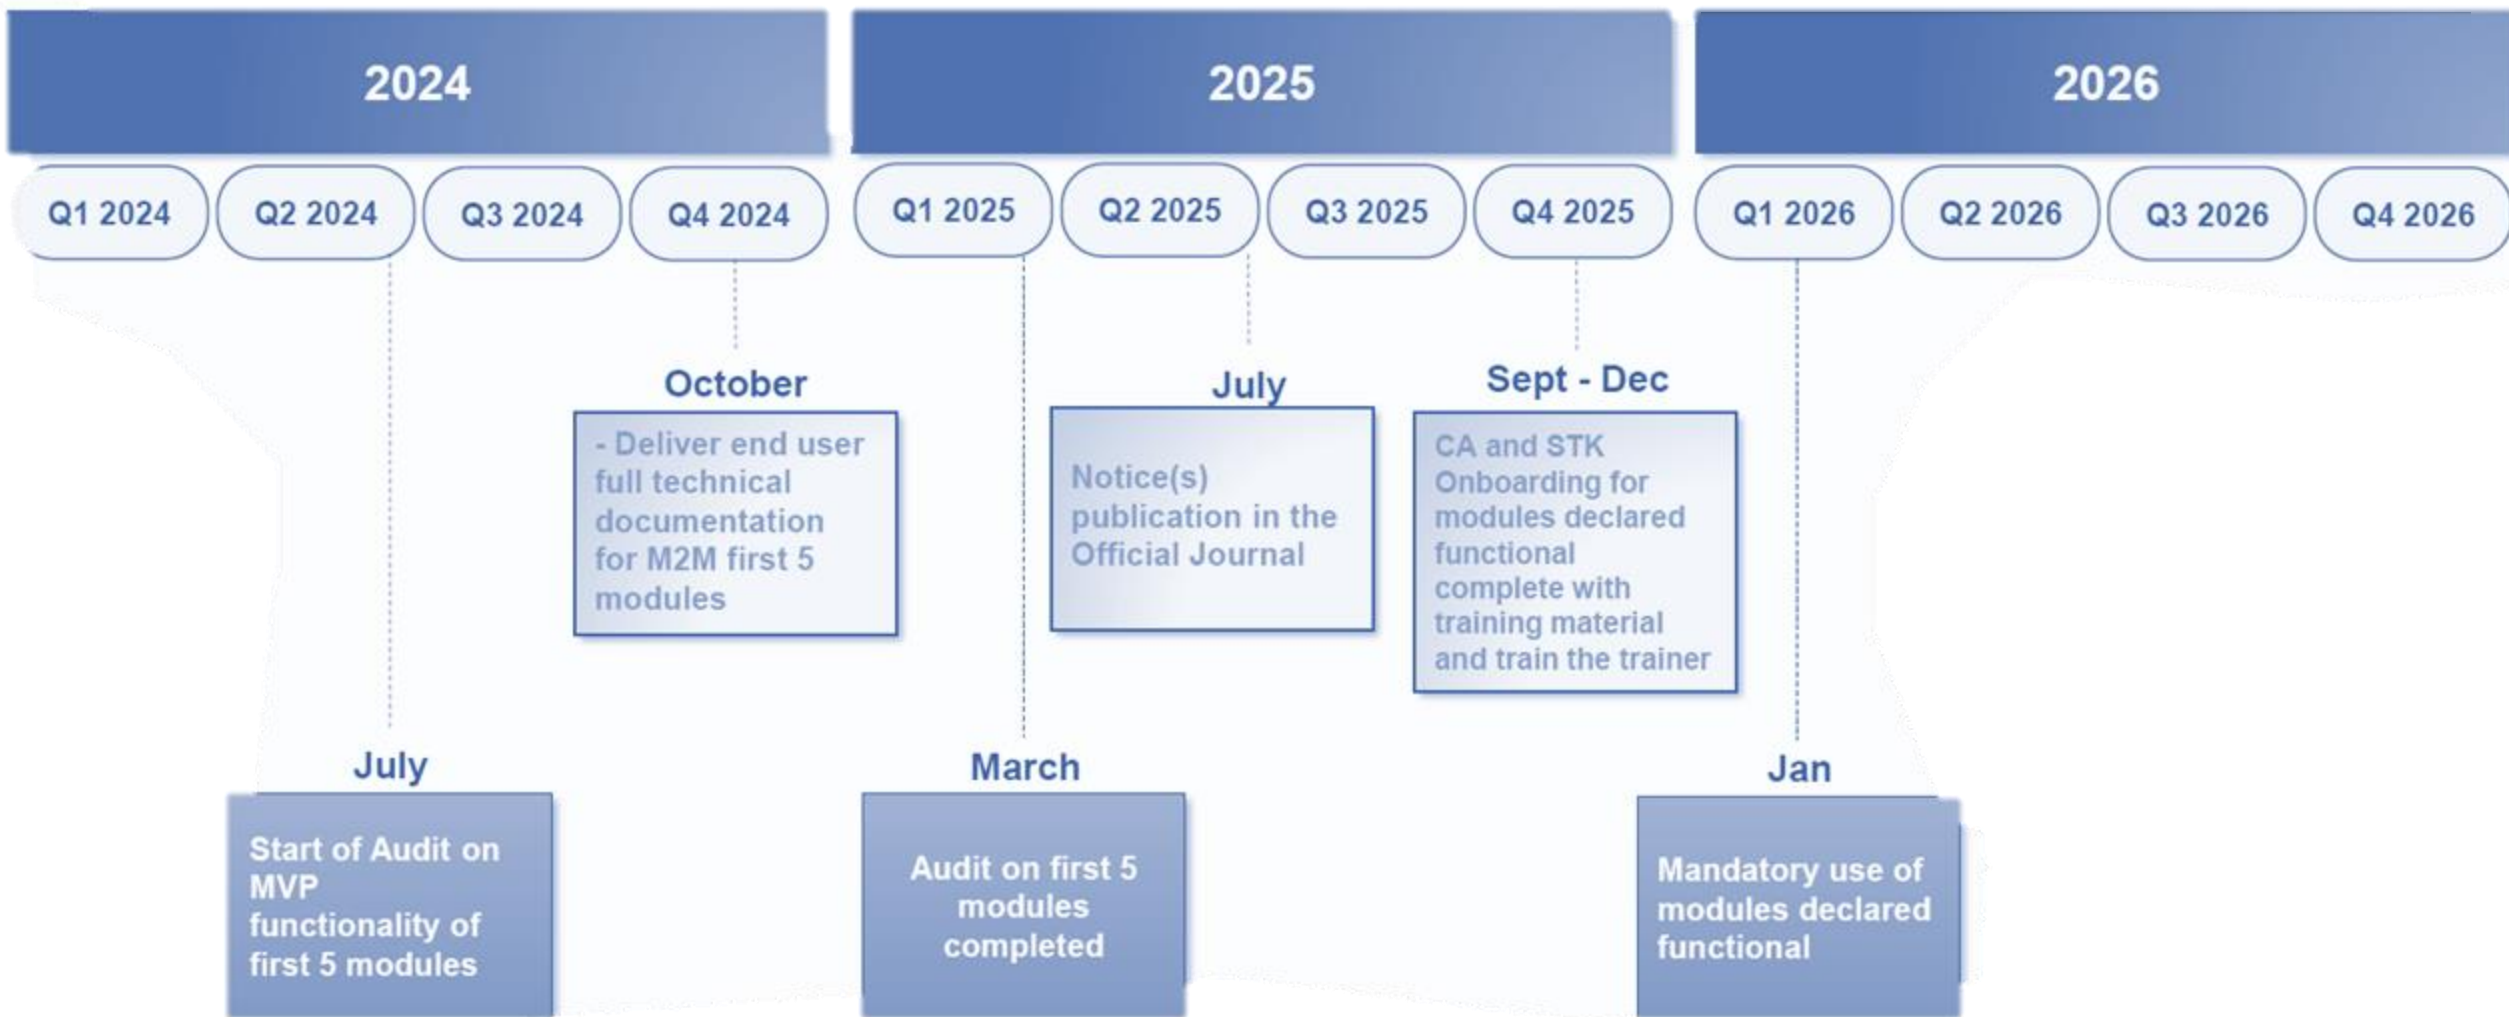 2024
2025
2026
Q1 2024
Q2 2024
Q3 2024
Q4 2024
Q1 2025
Q2 2025
Q3 2025
Q4 2025
Q1 2026
Q2 2026
Q3 2026
Q4 2026
October
- Deliver end user
full technical
documentation
for M2M first 5
modules
July
Notice(s)
publication in the
Official Journal
Sept - Dec
CA and STK
Onboarding for
modules declared
functional
complete with
training material
and train the trainer
July
Start of Audit on
MVP
functionality of
first 5 modules
March
Audit on first 5
modules
completed
Jan
Mandatory use of
modules declared
functional